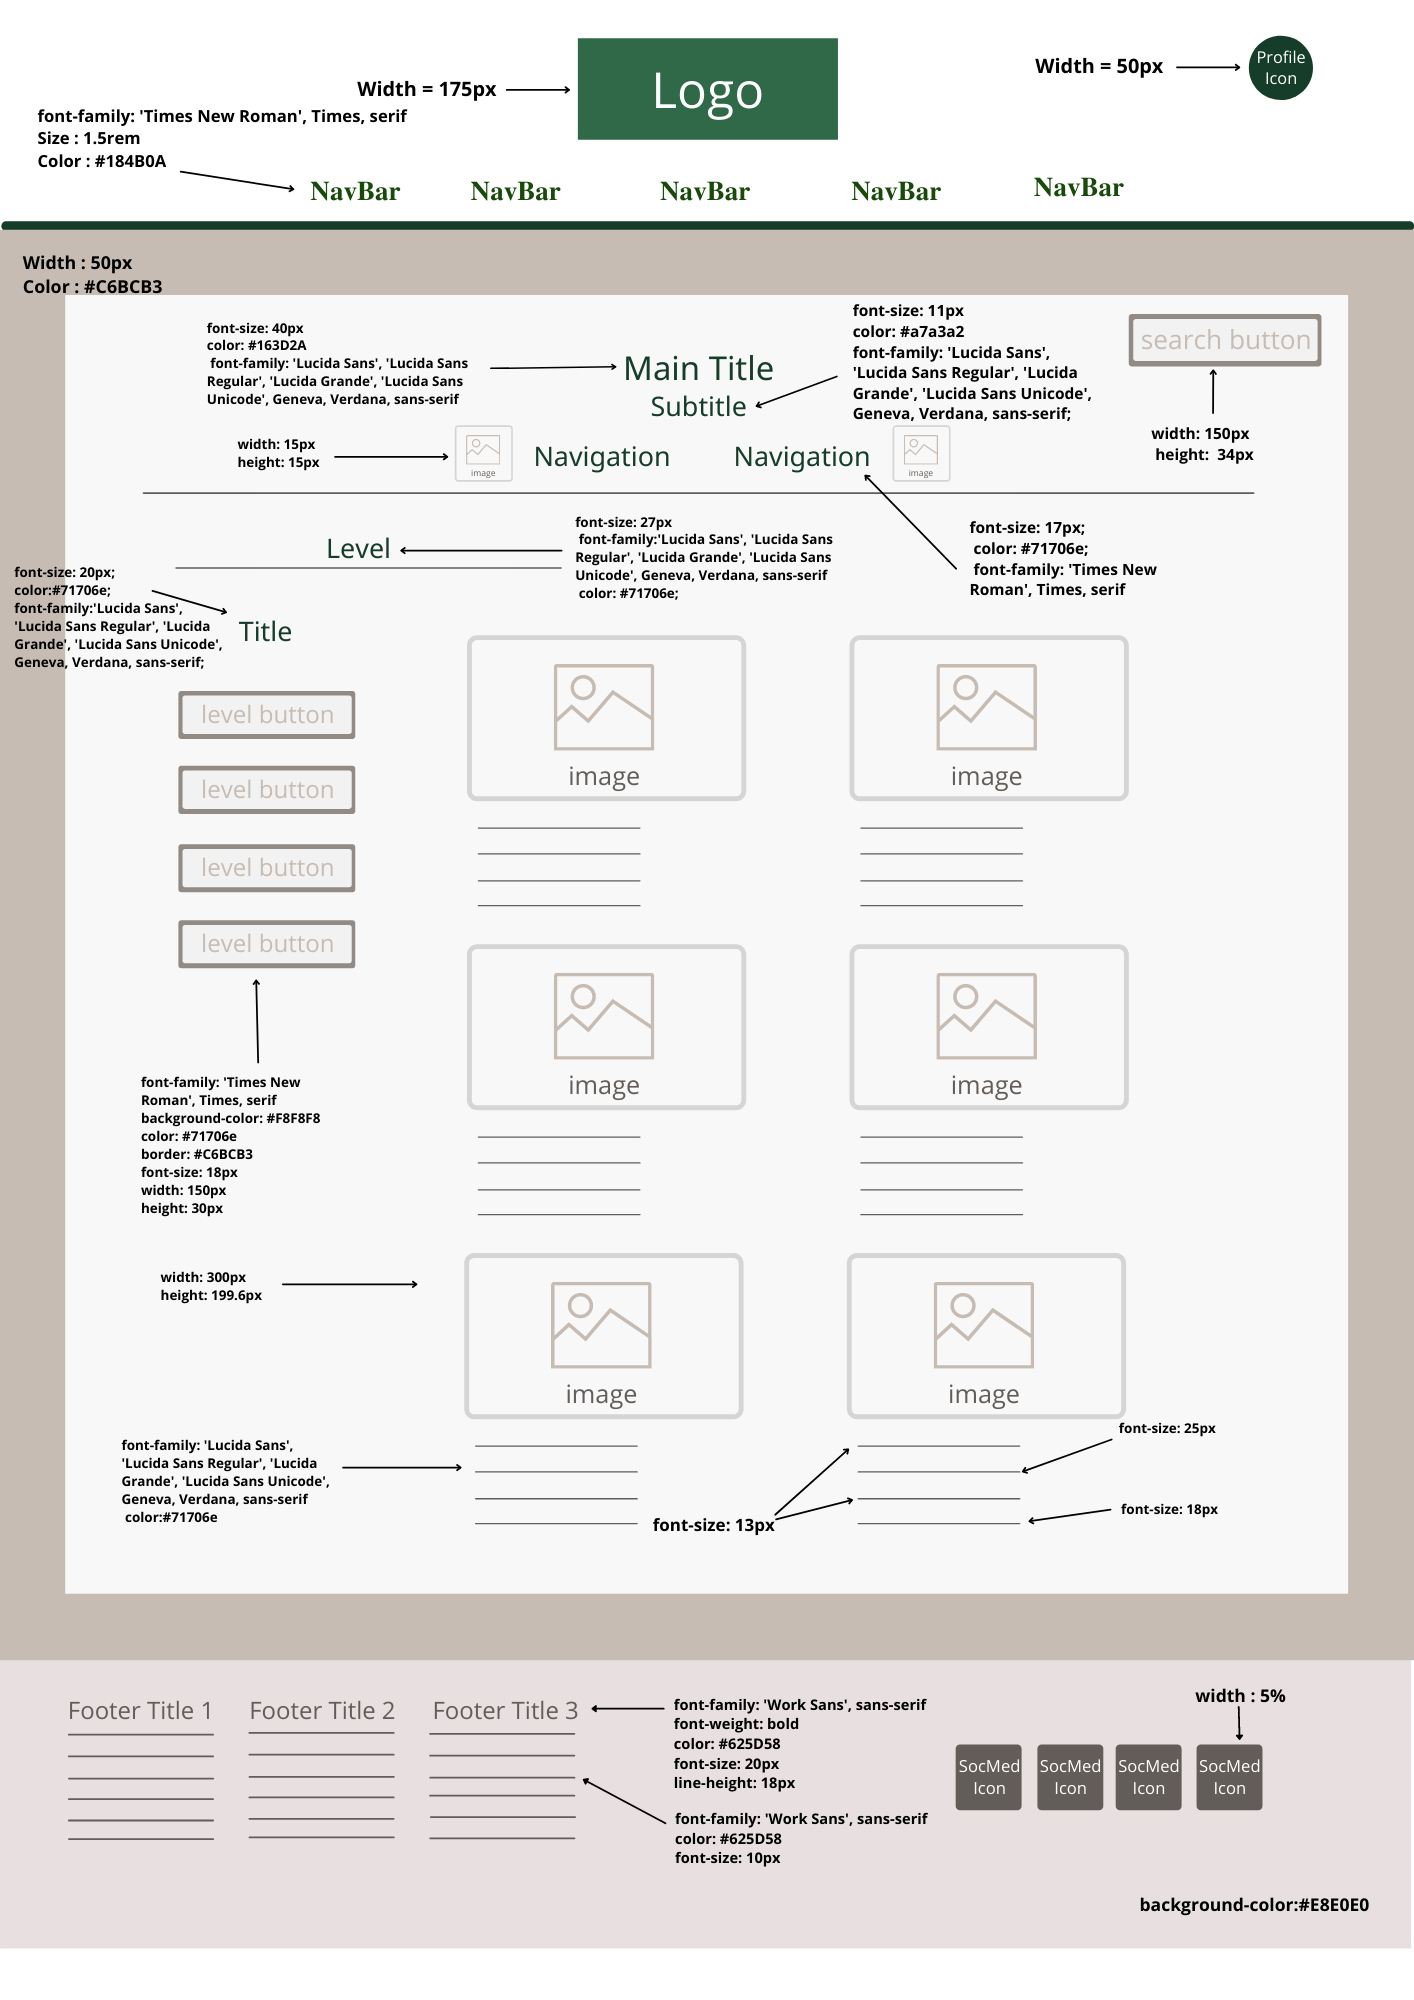 Logo
Profile
Icon
Width = 50px
Width = 175px
font-family: 'Times New Roman', Times, serif
Size : 1.5rem
Color : #184B0A
NavBar NavBar NavBar NavBar NavBar
Width : 50px
Color : #C6BCB3
font-size: 40px
color: #163D2A
font-family: 'Lucida Sans', 'Lucida Sans
Regular', 'Lucida Grande', 'Lucida Sans
Unicode', Geneva, Verdana, sans-serif
Main Title
Subtitle
font-size: 11px
color: #a7a3a2
font-family: 'Lucida Sans',
'Lucida Sans Regular', 'Lucida
Grande', 'Lucida Sans Unicode',
Geneva, Verdana, sans-serif;
search button
width: 150px
height: 34px
width: 15px
height: 15px
image
Navigation
Navigation
image
font-size: 17px;
color: #71706e;
font-family: 'Times New
Roman', Times, serif
Level
font-size: 27px
font-family:'Lucida Sans', 'Lucida Sans
Regular', 'Lucida Grande', 'Lucida Sans
Unicode', Geneva, Verdana, sans-serif
color: #71706e;
font-size: 20px;
color:#71706e;
font-family:'Lucida Sans',
'Lucida Sans Regular', 'Lucida
Grande', 'Lucida Sans Unicode',
Geneva, Verdana, sans-serif;
Title
level button
level button
level button
level button
image
image
image
image
font-family: 'Times New
Roman', Times, serif
background-color: #F8F8F8
color: #71706e
border: #C6BCB3
font-size: 18px
width: 150px
height: 30px
width: 300px
height: 199.6px
image
image
font-family: 'Lucida Sans',
'Lucida Sans Regular', 'Lucida
Grande', 'Lucida Sans Unicode',
Geneva, Verdana, sans-serif
color:#71706e
font-size: 13px
font-size: 25px
font-size: 18px
Footer Title 1
Footer Title 2
Footer Title 3
font-family: 'Work Sans', sans-serif
font-weight: bold
color: #625D58
font-size: 20px
line-height: 18px
font-family: 'Work Sans', sans-serif
color: #625D58
font-size: 10px
width : 5%
SocMed
Icon
SocMed
Icon
SocMed
Icon
SocMed
Icon
background-color:#E8E0E0